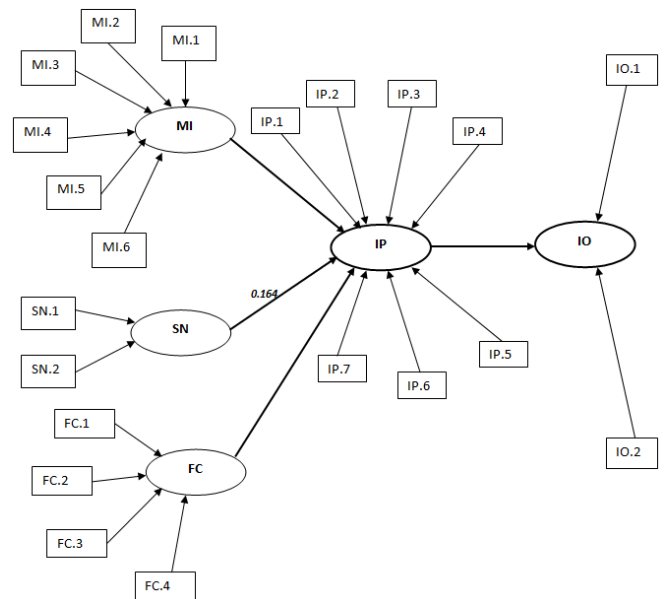 MI.2
MI.1
MI.3
MI.4
MI
MI.5
MI.6
IP.1
IP.2
IP.3
IP.4
IO.1
IP
IO
0.164
SN.1
SN
SN.2
IP.7
IP.6
IP.5
IO.2
FC.1
FC.2
FC
FC.3
FC.4